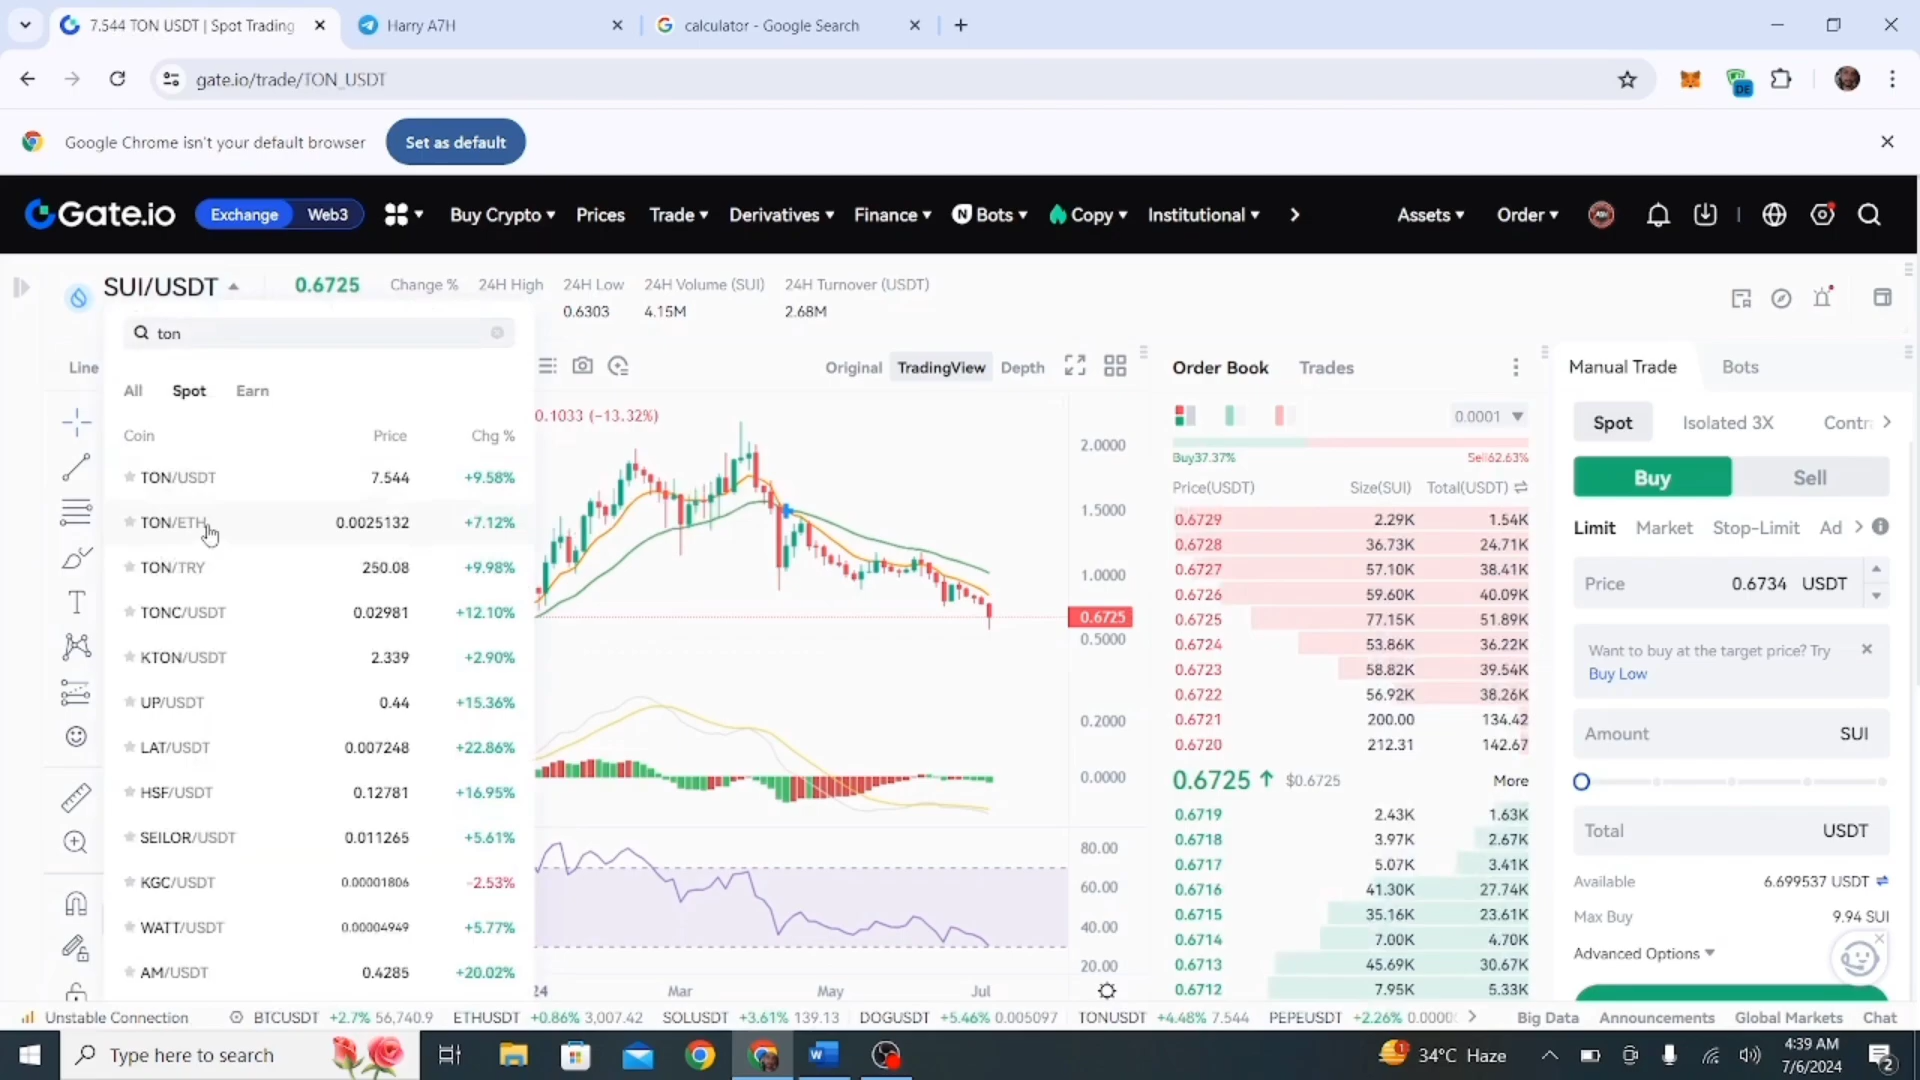 7.544 TON USDT | Spot Trading
Harry A7H
calculator - Google Search
gate.io/trade/TON_USDT
DE
Google Chrome isn't your default browser
Set as default
Gate.io
Exchange
Web3
Buy Crypto
Prices
Trade
Derivatives
Finance
N Bots
Copy
Institutional
Assets
Order
SUI/USDT
0.6725
Change %
24H High
24H Low
24H Volume (SUI)
24H Turnover (USDT)
0.6303
4.15M
2.68M
ton
All
Spot
Earn
Coin
Price
Chg %
TON/USDT 7.544 +9.58%
TON/ETH 0.0025132 +7.12%
TON/TRY 250.08 +9.98%
TONC/USDT 0.02981 +12.10%
KTON/USDT 2.339 +2.90%
UP/USDT 0.44 +15.36%
LAT/USDT 0.007248 +22.86%
HSF/USDT 0.12781 +16.95%
SEILOR/USDT 0.011265 +5.61%
KGC/USDT 0.00001806 -2.53%
WATT/USDT 0.00004949 +5.77%
AM/USDT 0.4285 +20.02%
Line
Original
TradingView
Depth
0.1033 (−13.32%)
2.0000
1.5000
1.0000
0.6725
0.5000
0.2000
0.0000
80.00
60.00
40.00
20.00
24
Mar
May
Jul
Order Book
Trades
0.0001
Buy37.37%
Sell62.63%
Price(USDT) Size(SUI) Total(USDT)
0.6729 2.29K 1.54K
0.6728 36.73K 24.71K
0.6727 57.10K 38.41K
0.6726 59.60K 40.09K
0.6725 77.15K 51.89K
0.6724 53.86K 36.22K
0.6723 58.82K 39.54K
0.6722 56.92K 38.26K
0.6721 200.00 134.42
0.6720 212.31 142.67
0.6725 ↑ $0.6725 More
0.6719 2.43K 1.63K
0.6718 3.97K 2.67K
0.6717 5.07K 3.41K
0.6716 41.30K 27.74K
0.6715 35.16K 23.61K
0.6714 7.00K 4.70K
0.6713 45.69K 30.67K
0.6712 7.95K 5.33K
Manual Trade
Bots
Spot
Isolated 3X
Contr
Buy
Sell
Limit
Market
Stop-Limit
Ad
Price 0.6734 USDT
Want to buy at the target price? Try
Buy Low
Amount SUI
Total USDT
Available 6.699537 USDT
Max Buy 9.94 SUI
Advanced Options
Unstable Connection
BTCUSDT +2.7% 56,740.9
ETHUSDT +0.86% 3,007.42
SOLUSDT +3.61% 139.13
DOGUSDT +5.46% 0.005097
TONUSDT +4.48% 7.544
PEPEUSDT +2.26% 0.0000
Big Data
Announcements
Global Markets
Chat
Type here to search
34°C Haze
4:39 AM
7/6/2024
2